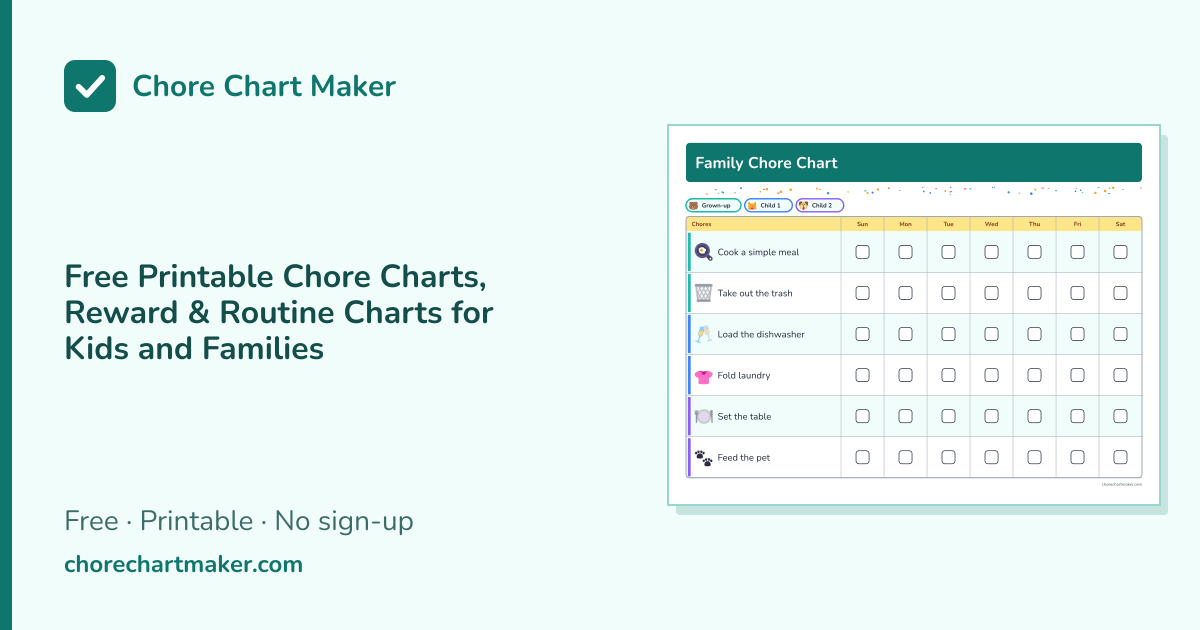 Chore Chart Maker
Free Printable Chore Charts,
Reward & Routine Charts for
Kids and Families
Free · Printable · No sign-up
chorechartmaker.com
Family Chore Chart
Grown-up Child 1 Child 2
Chores Sun Mon Tue Wed Thu Fri Sat
Cook a simple meal
Take out the trash
Load the dishwasher
Fold laundry
Set the table
Feed the pet
chorechartmaker.com